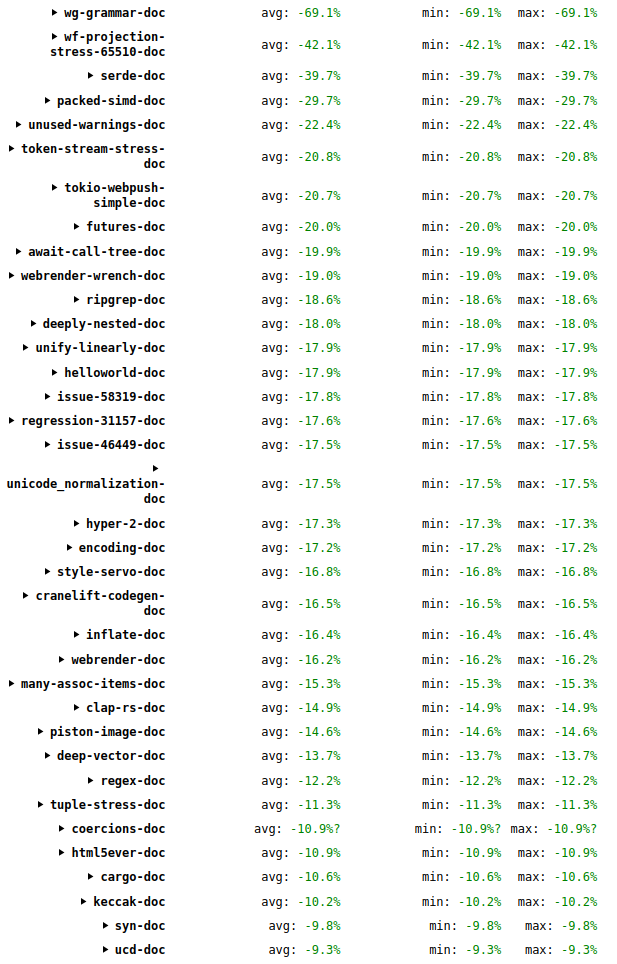 ▶ wg-grammar-doc avg: -69.1% min: -69.1% max: -69.1%
▶ wf-projection-
stress-65510-doc avg: -42.1% min: -42.1% max: -42.1%
▶ serde-doc avg: -39.7% min: -39.7% max: -39.7%
▶ packed-simd-doc avg: -29.7% min: -29.7% max: -29.7%
▶ unused-warnings-doc avg: -22.4% min: -22.4% max: -22.4%
▶ token-stream-stress-
doc avg: -20.8% min: -20.8% max: -20.8%
▶ tokio-webpush-
simple-doc avg: -20.7% min: -20.7% max: -20.7%
▶ futures-doc avg: -20.0% min: -20.0% max: -20.0%
▶ await-call-tree-doc avg: -19.9% min: -19.9% max: -19.9%
▶ webrender-wrench-doc avg: -19.0% min: -19.0% max: -19.0%
▶ ripgrep-doc avg: -18.6% min: -18.6% max: -18.6%
▶ deeply-nested-doc avg: -18.0% min: -18.0% max: -18.0%
▶ unify-linearly-doc avg: -17.9% min: -17.9% max: -17.9%
▶ helloworld-doc avg: -17.9% min: -17.9% max: -17.9%
▶ issue-58319-doc avg: -17.8% min: -17.8% max: -17.8%
▶ regression-31157-doc avg: -17.6% min: -17.6% max: -17.6%
▶ issue-46449-doc avg: -17.5% min: -17.5% max: -17.5%
▶
unicode_normalization- avg: -17.5% min: -17.5% max: -17.5%
doc
▶ hyper-2-doc avg: -17.3% min: -17.3% max: -17.3%
▶ encoding-doc avg: -17.2% min: -17.2% max: -17.2%
▶ style-servo-doc avg: -16.8% min: -16.8% max: -16.8%
▶ cranelift-codegen-
doc avg: -16.5% min: -16.5% max: -16.5%
▶ inflate-doc avg: -16.4% min: -16.4% max: -16.4%
▶ webrender-doc avg: -16.2% min: -16.2% max: -16.2%
▶ many-assoc-items-doc avg: -15.3% min: -15.3% max: -15.3%
▶ clap-rs-doc avg: -14.9% min: -14.9% max: -14.9%
▶ piston-image-doc avg: -14.6% min: -14.6% max: -14.6%
▶ deep-vector-doc avg: -13.7% min: -13.7% max: -13.7%
▶ regex-doc avg: -12.2% min: -12.2% max: -12.2%
▶ tuple-stress-doc avg: -11.3% min: -11.3% max: -11.3%
▶ coercions-doc avg: -10.9%? min: -10.9%? max: -10.9%?
▶ html5ever-doc avg: -10.9% min: -10.9% max: -10.9%
▶ cargo-doc avg: -10.6% min: -10.6% max: -10.6%
▶ keccak-doc avg: -10.2% min: -10.2% max: -10.2%
▶ syn-doc avg: -9.8% min: -9.8% max: -9.8%
▶ ucd-doc avg: -9.3% min: -9.3% max: -9.3%